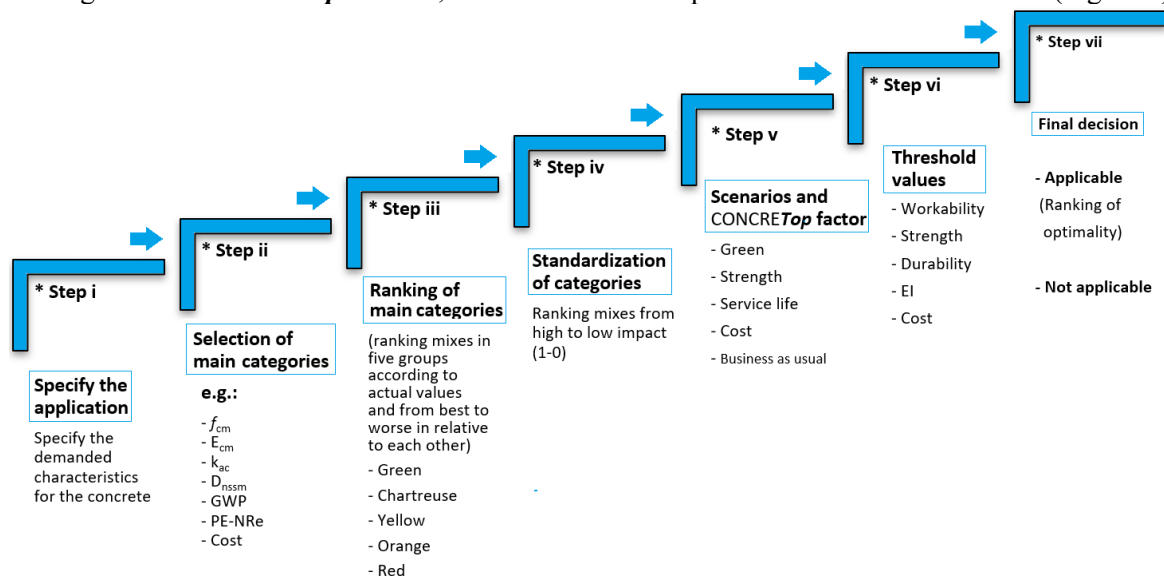 * Step i
Specify the
application
Specify the
demanded
characteristics
for the concrete
* Step ii
Selection of
main categories
e.g.:
- fcm
- Ecm
- kac
- Dnssm
- GWP
- PE-NRe
- Cost
* Step iii
Ranking of
main categories
(ranking mixes in
five groups
according to
actual values
and from best to
worse in relative
to each other)
- Green
- Chartreuse
- Yellow
- Orange
- Red
* Step iv
Standardization
of categories
Ranking mixes from
high to low impact
(1-0)
-
* Step v
Scenarios and
CONCRETop factor
- Green
- Strength
- Service life
- Cost
- Business as usual
* Step vi
Threshold
values
- Workability
- Strength
- Durability
- EI
- Cost
* Step vii
Final decision
- Applicable
(Ranking of
optimality)
- Not applicable